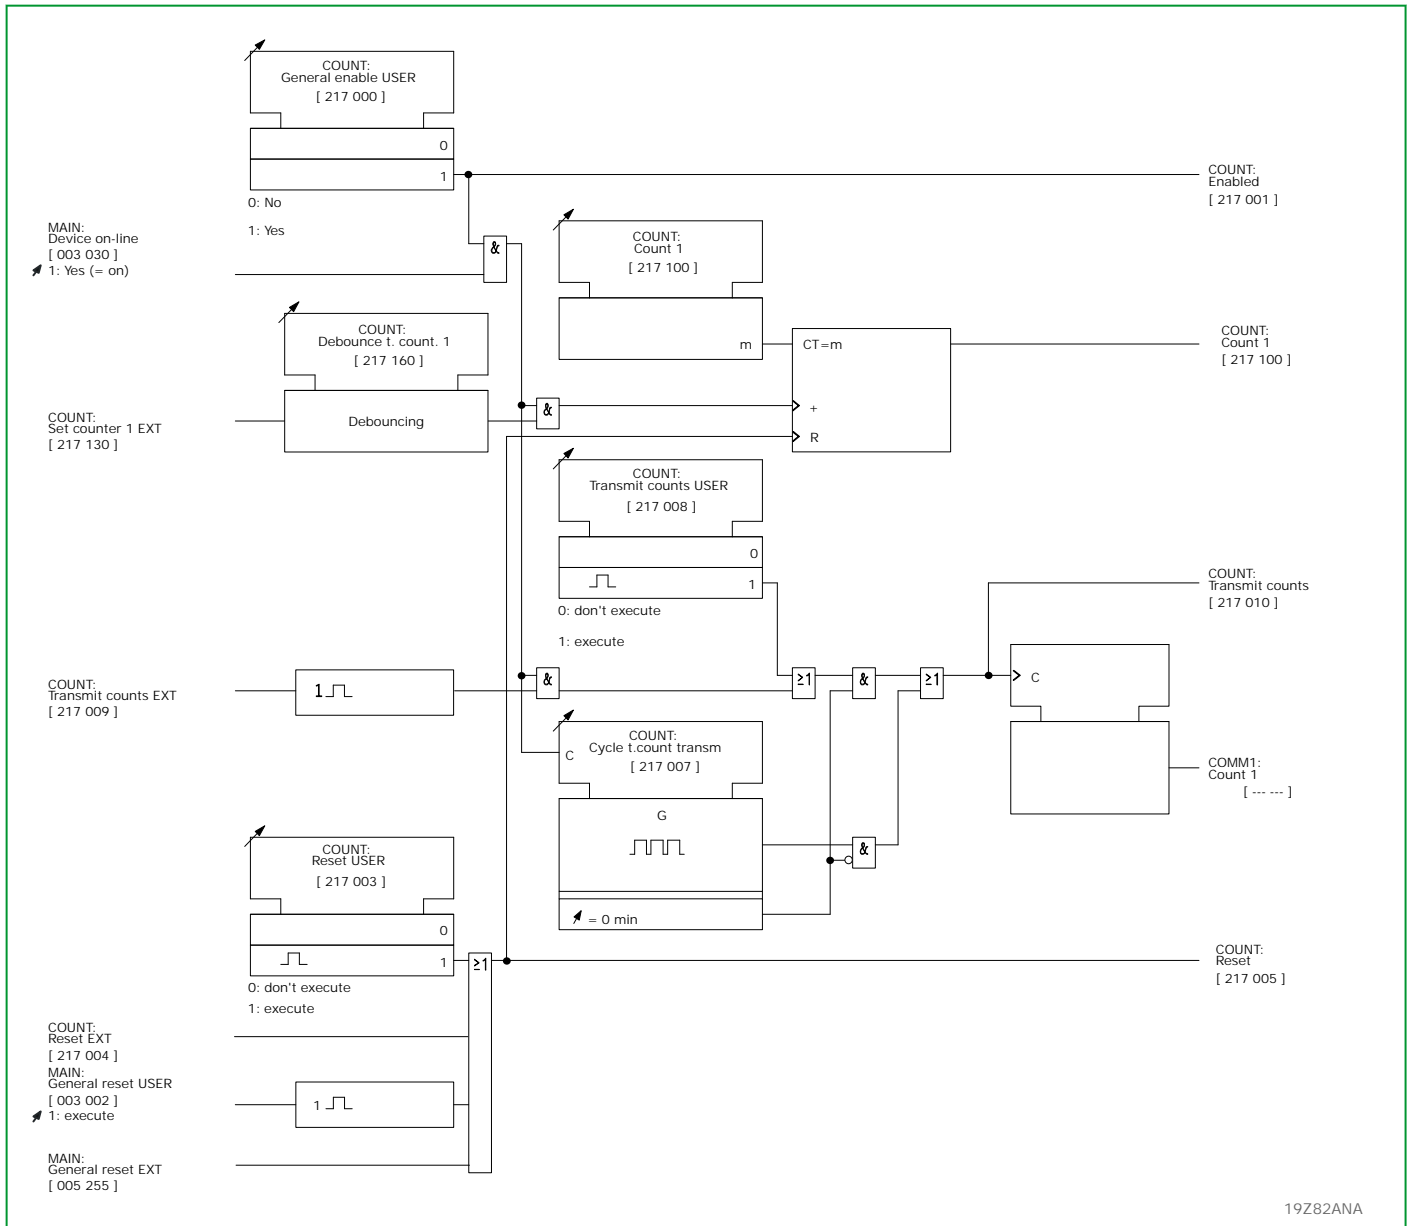 COUNT:
General enable USER
[ 217 000 ]
0
1
0: No
1: Yes
COUNT:
Enabled
[ 217 001 ]
MAIN:
Device on-line
[ 003 030 ]
1: Yes (= on)
&
COUNT:
Count 1
[ 217 100 ]
m
CT=m
+
R
COUNT:
Count 1
[ 217 100 ]
COUNT:
Debounce t. count. 1
[ 217 160 ]
Debouncing
COUNT:
Set counter 1 EXT
[ 217 130 ]
&
COUNT:
Transmit counts USER
[ 217 008 ]
0
1
0: don't execute
1: execute
COUNT:
Transmit counts
[ 217 010 ]
COUNT:
Transmit counts EXT
[ 217 009 ]
1
&
≥1
&
≥1
C
COUNT:
Cycle t.count transm
[ 217 007 ]
C
G
= 0 min
&
COMM1:
Count 1
[ --- --- ]
COUNT:
Reset USER
[ 217 003 ]
0
1
0: don't execute
1: execute
≥1
COUNT:
Reset
[ 217 005 ]
COUNT:
Reset EXT
[ 217 004 ]
MAIN:
General reset USER
[ 003 002 ]
1: execute
1
MAIN:
General reset EXT
[ 005 255 ]
19Z82ANA